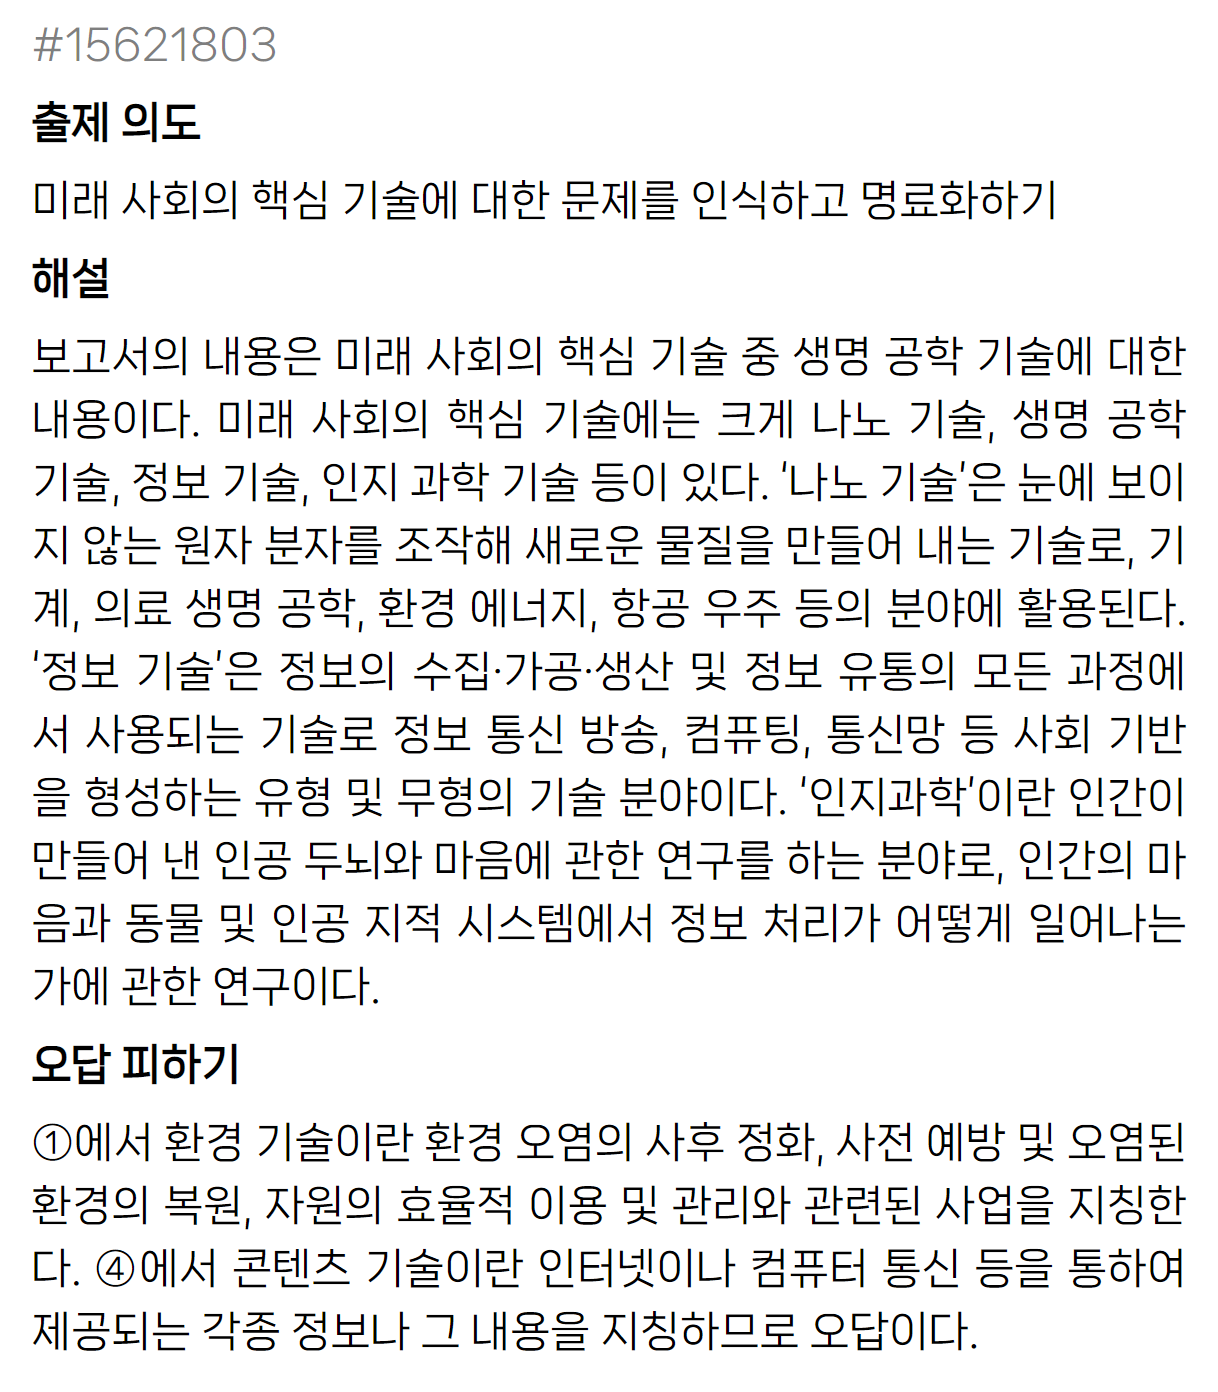 #15621803
출제 의도
미래 사회의 핵심 기술에 대한 문제를 인식하고 명료화하기
해설
보고서의 내용은 미래 사회의 핵심 기술 중 생명 공학 기술에 대한
내용이다. 미래 사회의 핵심 기술에는 크게 나노 기술, 생명 공학
기술, 정보 기술, 인지 과학 기술 등이 있다. '나노 기술'은 눈에 보이
지 않는 원자 분자를 조작해 새로운 물질을 만들어 내는 기술로, 기
계, 의료 생명 공학, 환경 에너지, 항공 우주 등의 분야에 활용된다.
'정보 기술'은 정보의 수집·가공·생산 및 정보 유통의 모든 과정에
서 사용되는 기술로 정보 통신 방송, 컴퓨팅, 통신망 등 사회 기반
을 형성하는 유형 및 무형의 기술 분야이다. '인지과학'이란 인간이
만들어 낸 인공 두뇌와 마음에 관한 연구를 하는 분야로, 인간의 마
음과 동물 및 인공 지적 시스템에서 정보 처리가 어떻게 일어나는
가에 관한 연구이다.
오답 피하기
①에서 환경 기술이란 환경 오염의 사후 정화, 사전 예방 및 오염된
환경의 복원, 자원의 효율적 이용 및 관리와 관련된 사업을 지칭한
다. ④에서 콘텐츠 기술이란 인터넷이나 컴퓨터 통신 등을 통하여
제공되는 각종 정보나 그 내용을 지칭하므로 오답이다.